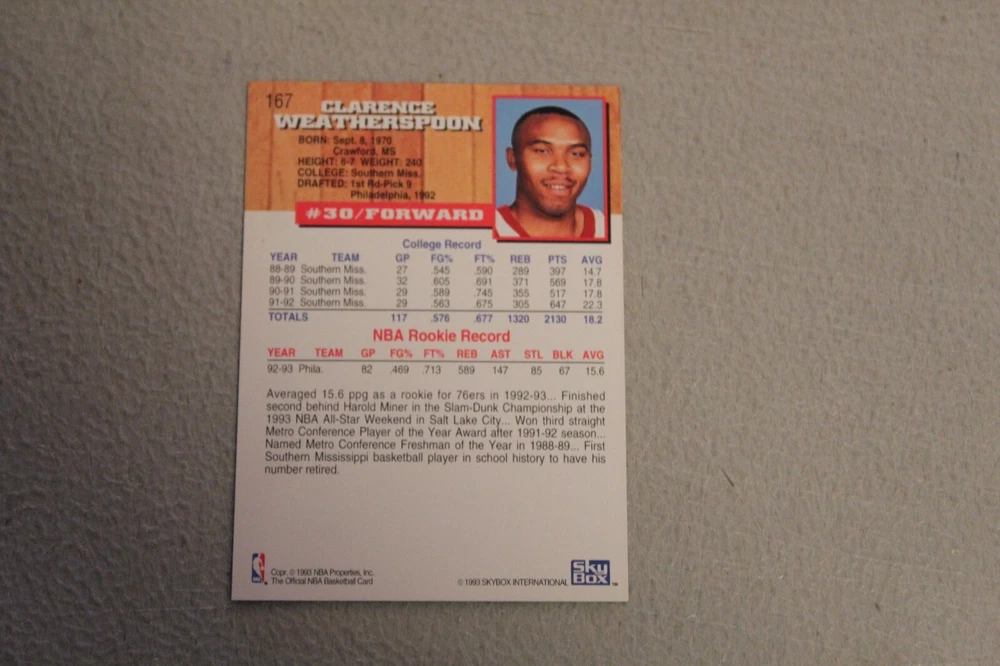 167
CLARENCE
WEATHERSPOON
BORN: Sept. 8, 1970
Crawford, MS
HEIGHT: 6-7 WEIGHT: 240
COLLEGE: Southern Miss.
DRAFTED: 1st Rd-Pick 9
Philadelphia, 1992
#30/FORWARD
College Record
YEAR TEAM GP FG% FT% REB PTS AVG
88-89 Southern Miss. 27 .545 .590 289 397 14.7
89-90 Southern Miss. 32 .605 .691 371 569 17.8
90-91 Southern Miss. 29 .589 .745 355 517 17.8
91-92 Southern Miss. 29 .563 .675 305 647 22.3
TOTALS 117 .576 .677 1320 2130 18.2
NBA Rookie Record
YEAR TEAM GP FG% FT% REB AST STL BLK AVG
92-93 Phila. 82 .469 .713 589 147 85 67 15.6
Averaged 15.6 ppg as a rookie for 76ers in 1992-93... Finished
second behind Harold Miner in the Slam-Dunk Championship at the
1993 NBA All-Star Weekend in Salt Lake City... Won third straight
Metro Conference Player of the Year Award after 1991-92 season...
Named Metro Conference Freshman of the Year in 1988-89... First
Southern Mississippi basketball player in school history to have his
number retired.
Copr. © 1993 NBA Properties, Inc.
The Official NBA Basketball Card
© 1993 SKYBOX INTERNATIONAL
SkyBox™